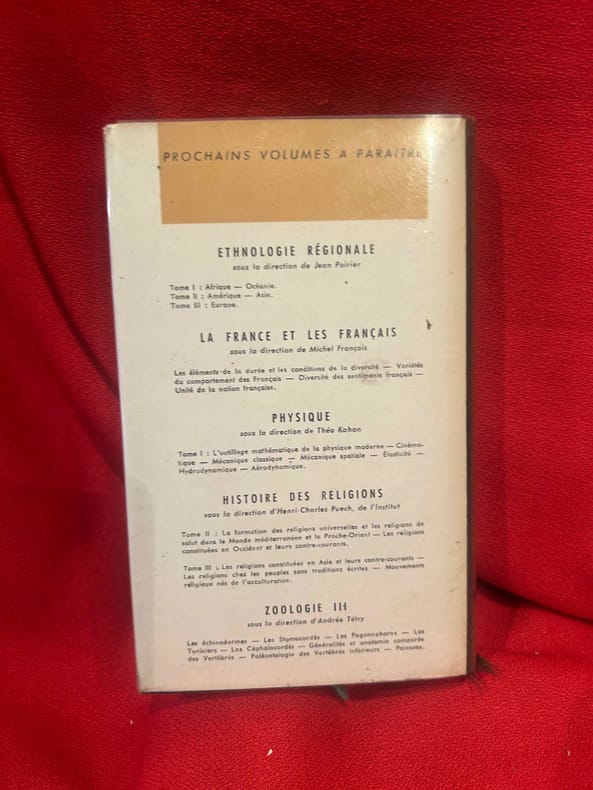 PROCHAINS VOLUMES A PARAITRE
ETHNOLOGIE RÉGIONALE
sous la direction de Jean Poirier
Tome I : Afrique — Océanie.
Tome II : Amérique — Asie.
Tome III : Europe.
LA FRANCE ET LES FRANÇAIS
sous la direction de Michel François
Les éléments de la durée et les conditions de la diversité — Variétés
du comportement des Français — Diversité des sentiments français —
Unité de la nation française.
PHYSIQUE
sous la direction de Théo Kahan
Tome I : L'outillage mathématique de la physique moderne — Cinéma-
tique — Mécanique classique — Mécanique spatiale — Élasticité —
Hydrodynamique — Aérodynamique.
HISTOIRE DES RELIGIONS
sous la direction d'Henri-Charles Puech, de l'Institut
Tome II : La formation des religions universelles et les religions de
salut dans le Monde méditerranéen et le Proche-Orient — Les religions
constituées en Occident et leurs contre-courants.
Tome III : Les religions constituées en Asie et leurs contre-courants —
Les religions chez les peuples sans traditions écrites — Mouvements
religieux nés de l'acculturation.
ZOOLOGIE III
sous la direction d'Andrée Tétry
Les échinodermes — Les Stomocordés — Les Pogonophores — Les
Tuniciers — Les Céphalocordés — Généralités et anatomie comparée
des Vertébrés — Paléontologie des Vertébrés inférieurs — Poissons.